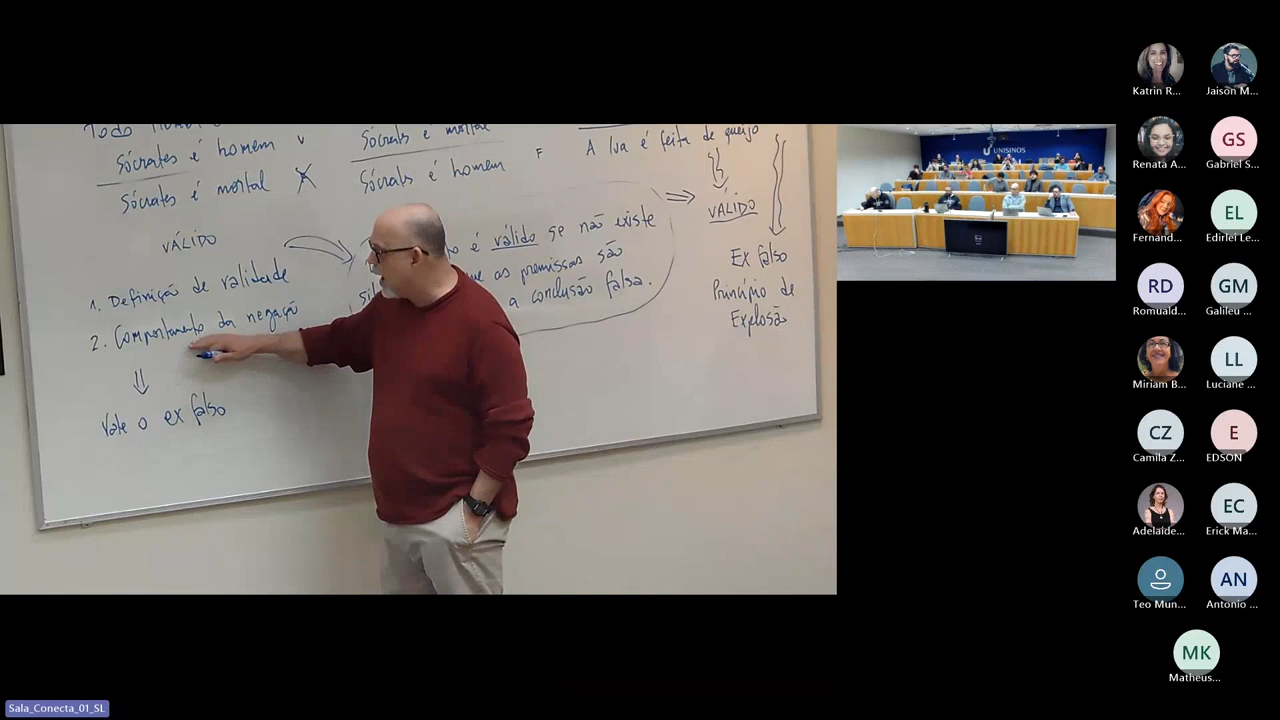 Todo
Sócrates é homem V
Sócrates é mortal
VÁLIDO
1. Definição de validade
2. Comportamento da negação
⇓
Vale o ex falso
Sócrates é mortal
Sócrates é homem F
é válido se não existe
que as premissas são
a conclusão falsa.
A lua é feita de queijo
⇒ VÁLIDO
Ex falso
Princípio de
Explosão
UNISINOS
Katrin R...
Jaison M...
Renata A...
GS
Gabriel S...
Fernand...
EL
Edirlei Le...
RD
Romuald...
GM
Galileu ...
Miriam B...
LL
Luciane ...
CZ
Camila Z...
E
EDSON
Adelaide...
EC
Erick Ma...
Teo Mun...
AN
Antonio ...
MK
Matheus...
Sala_Conecta_01_SL